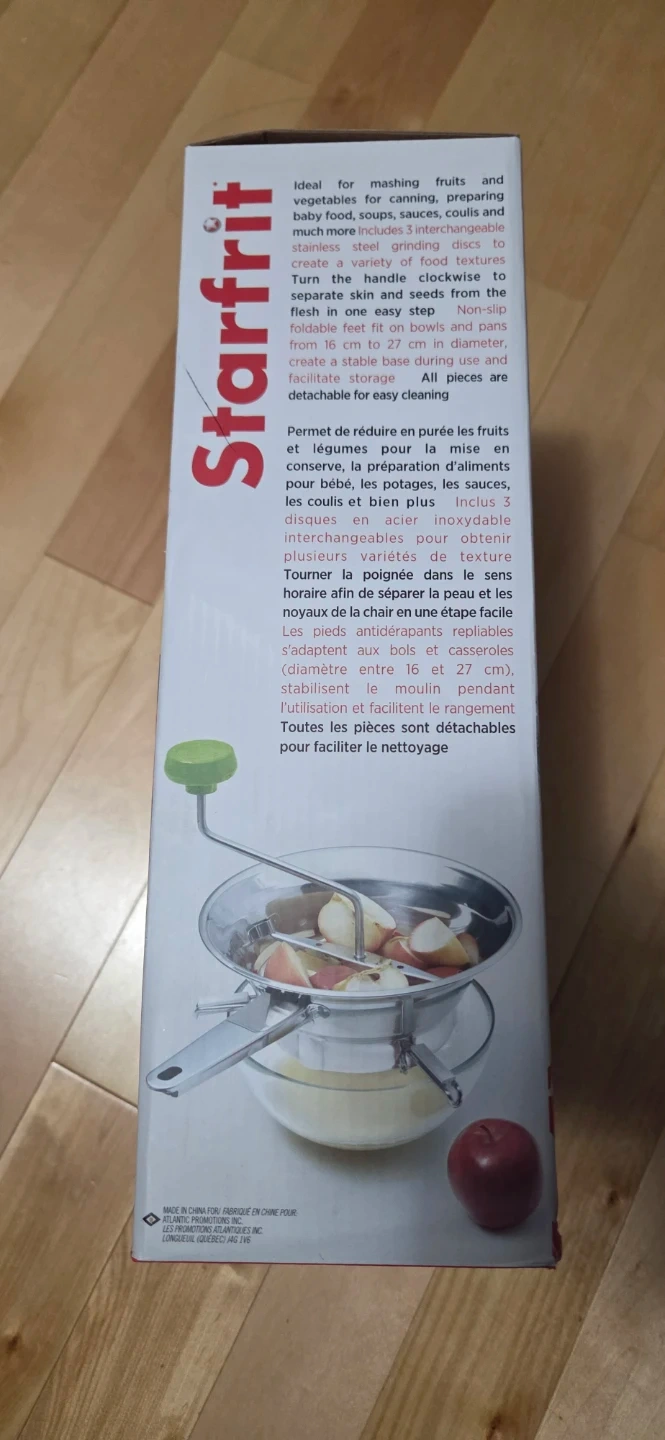 Starfrit
Ideal for mashing fruits and
vegetables for canning, preparing
baby food, soups, sauces, coulis and
much more Includes 3 interchangeable
stainless steel grinding discs to
create a variety of food textures
Turn the handle clockwise to
separate skin and seeds from the
flesh in one easy step Non-slip
foldable feet fit on bowls and pans
from 16 cm to 27 cm in diameter,
create a stable base during use and
facilitate storage All pieces are
detachable for easy cleaning
Permet de réduire en purée les fruits
et légumes pour la mise en
conserve, la préparation d'aliments
pour bébé, les potages, les sauces,
les coulis et bien plus Inclus 3
disques en acier inoxydable
interchangeables pour obtenir
plusieurs variétés de texture
Tourner la poignée dans le sens
horaire afin de séparer la peau et les
noyaux de la chair en une étape facile
Les pieds antidérapants repliables
s'adaptent aux bols et casseroles
(diamètre entre 16 et 27 cm),
stabilisent le moulin pendant
l'utilisation et facilitent le rangement
Toutes les pièces sont détachables
pour faciliter le nettoyage
MADE IN CHINA FOR/ FABRIQUÉ EN CHINE POUR:
ATLANTIC PROMOTIONS INC.
LES PROMOTIONS ATLANTIQUES INC.
LONGUEUIL (QUÉBEC) J4G 1V6